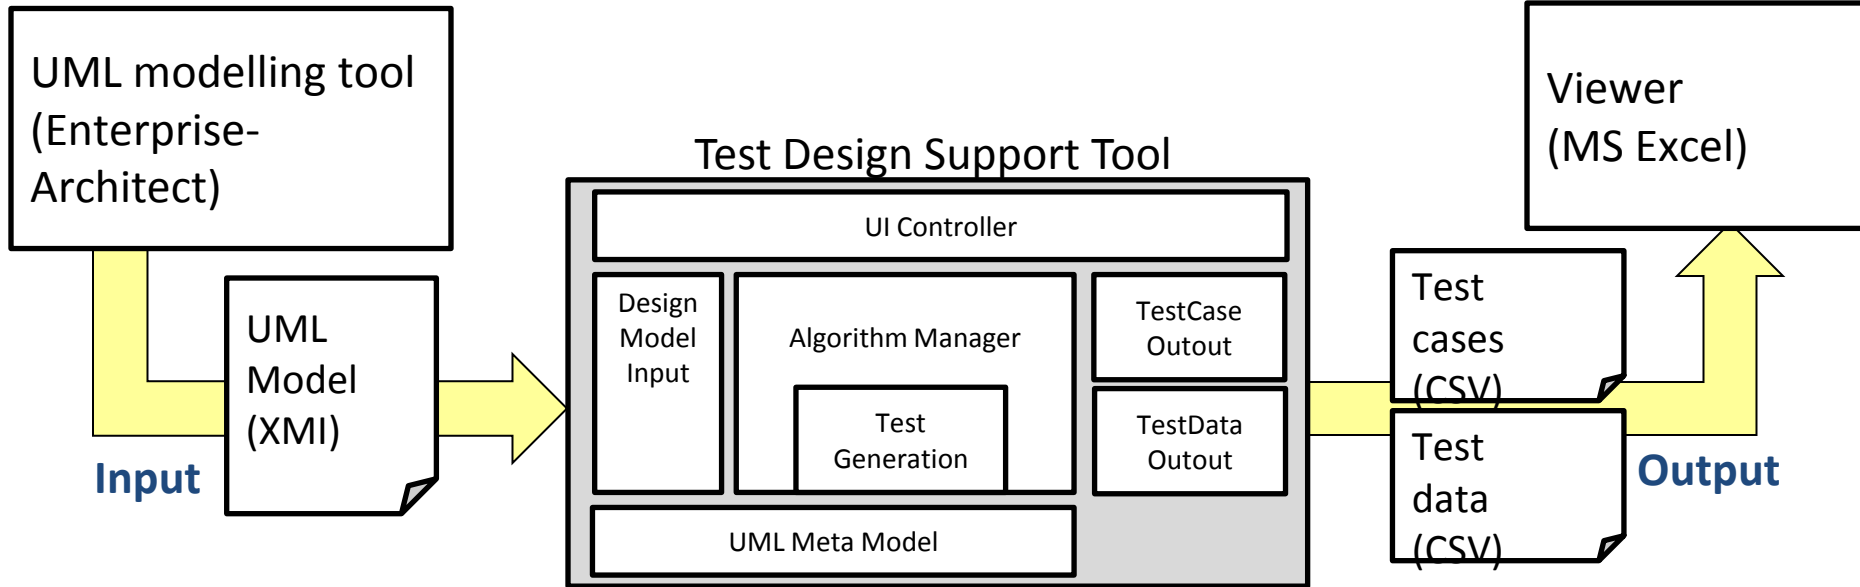 UML modelling tool
(Enterprise-
Architect)
UML
Model
(XMI)
Input
Test Design Support Tool
UI Controller
Design
Model
Input
Algorithm Manager
Test
Generation
TestCase
Outout
TestData
Outout
UML Meta Model
Test
cases
(CSV)
Test
data
(CSV)
Output
Viewer
(MS Excel)